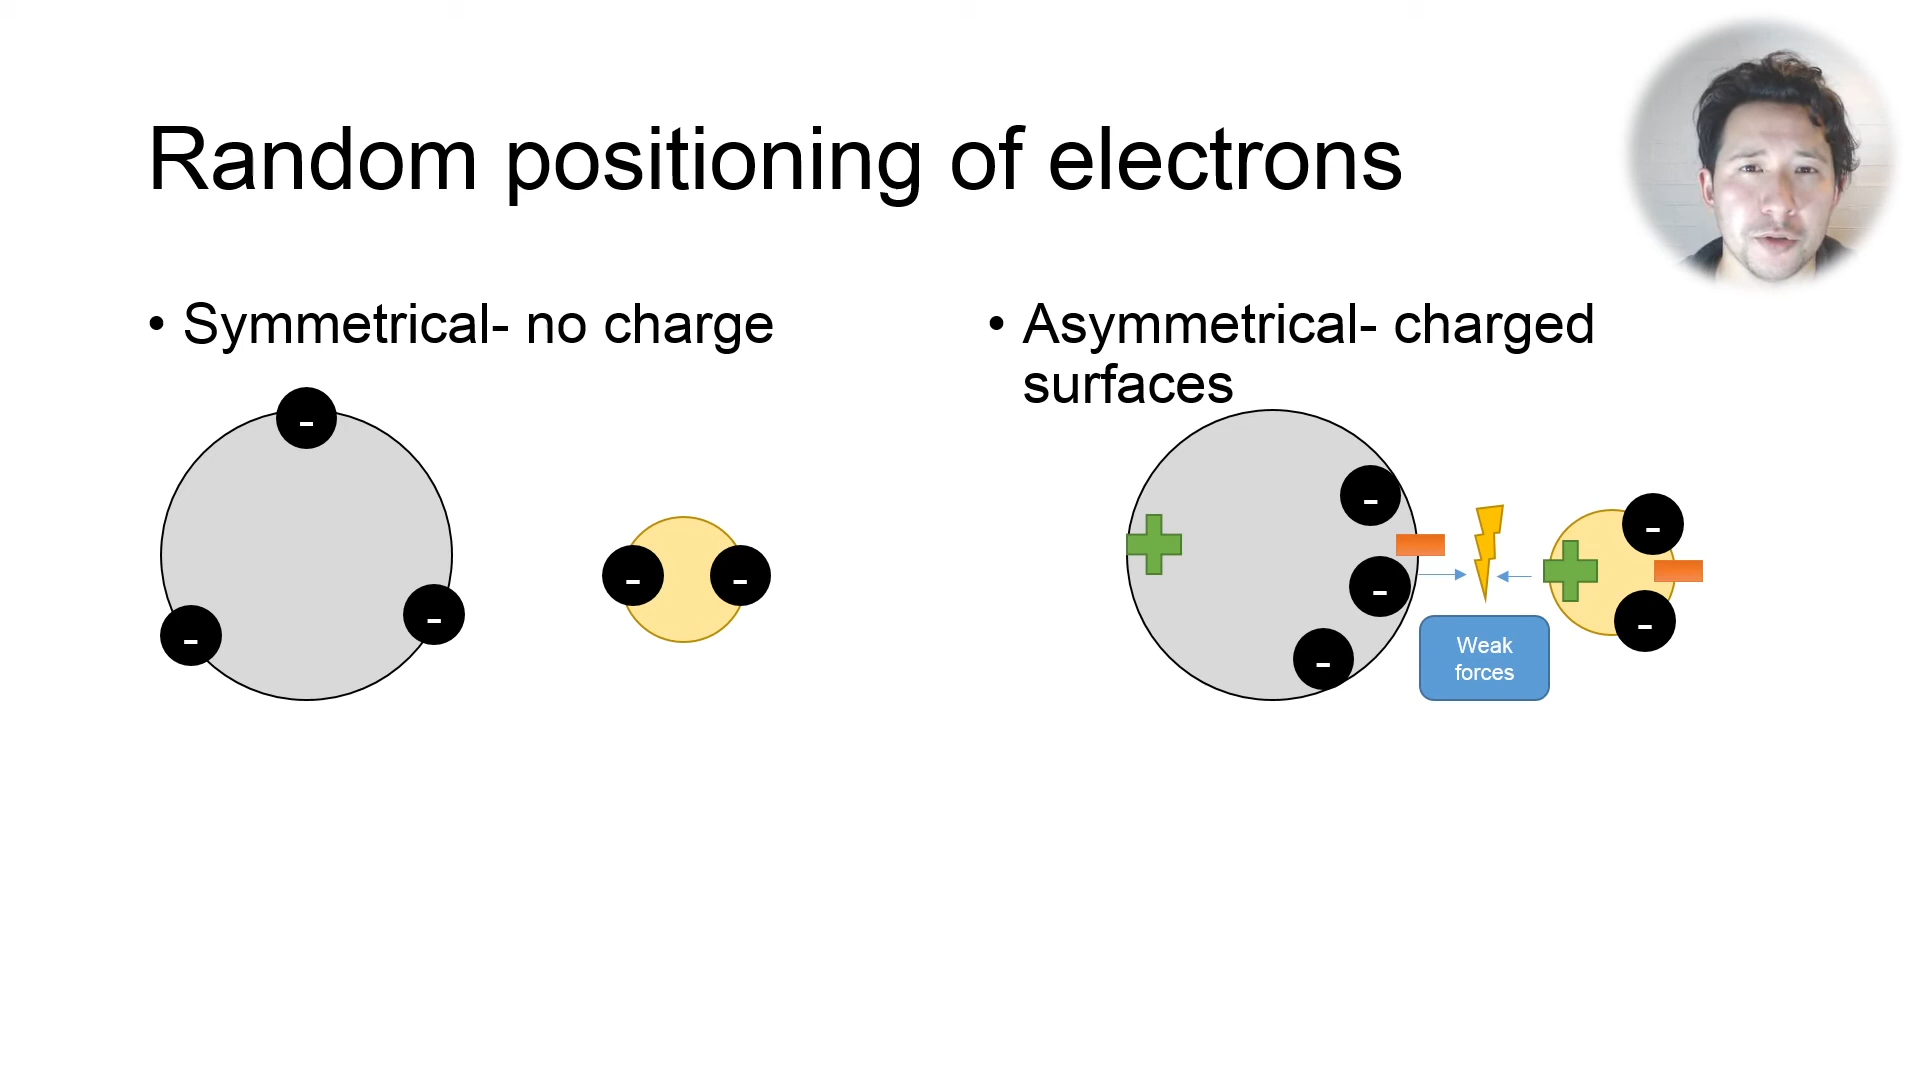 Random positioning of electrons
• Symmetrical- no charge
• Asymmetrical- charged
surfaces
-
-
-
-
-
-
-
-
-
-
Weak
forces